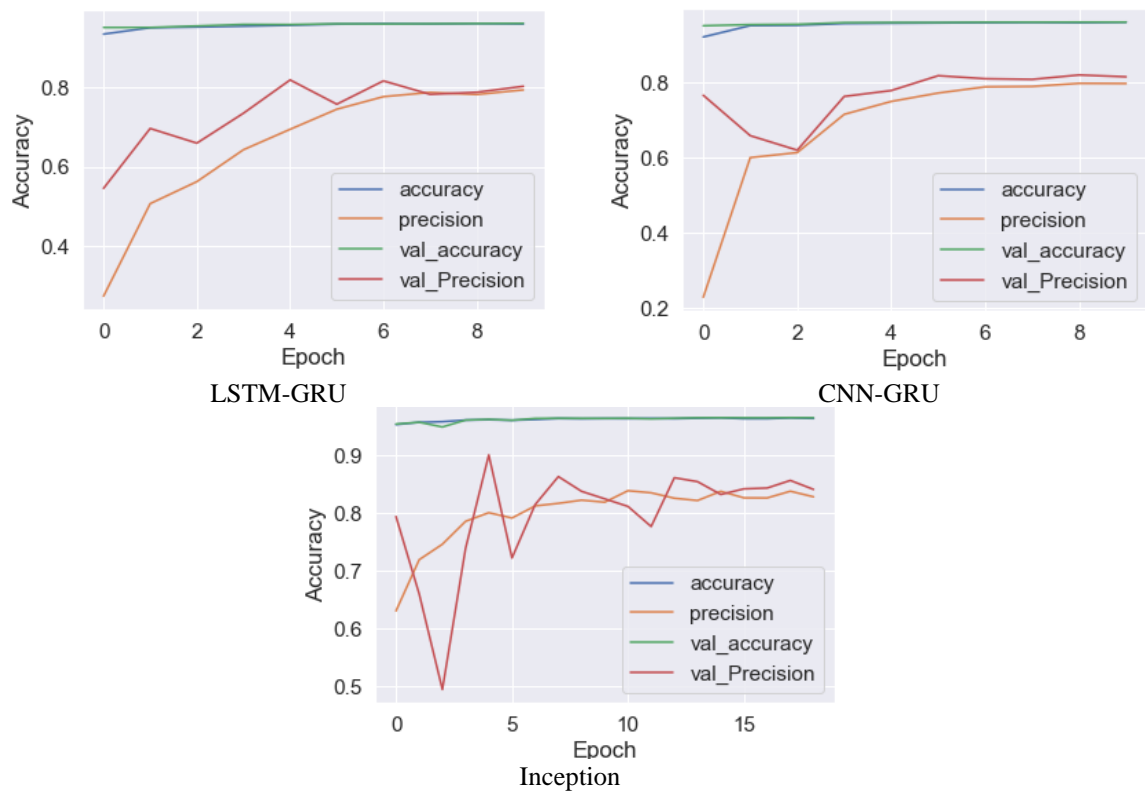 Accuracy
0.8
0.6
0.4
accuracy
precision
val_accuracy
val_Precision
0 2 4 6 8
Epoch
LSTM-GRU
Accuracy
0.8
0.6
0.4
0.2
accuracy
precision
val_accuracy
val_Precision
0 2 4 6 8
Epoch
CNN-GRU
Accuracy
0.9
0.8
0.7
0.6
0.5
accuracy
precision
val_accuracy
val_Precision
0 5 10 15
Epoch
Inception